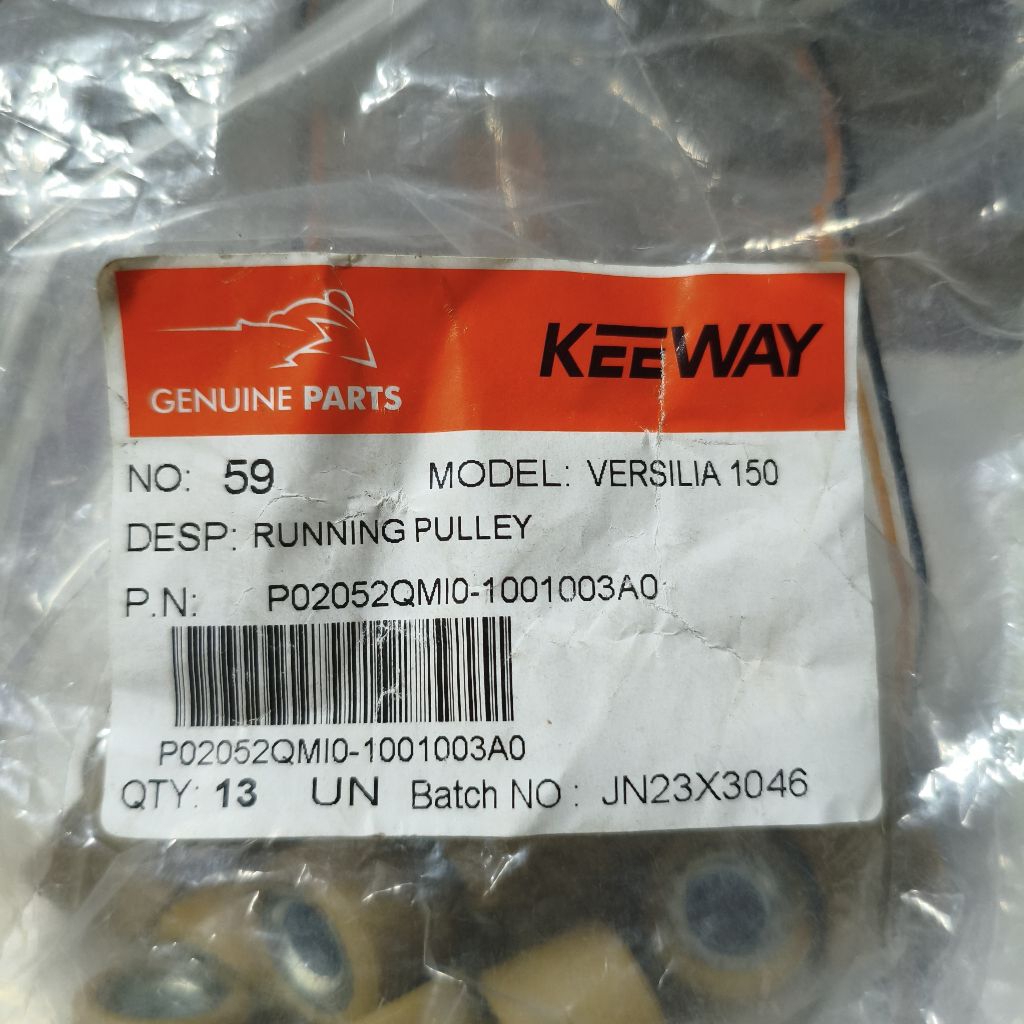 GENUINE PARTS KEEWAY
NO: 59 MODEL: VERSILIA 150
DESP: RUNNING PULLEY
P.N: P02052QMI0-1001003A0
P02052QMI0-1001003A0
QTY: 13 UN Batch NO : JN23X3046